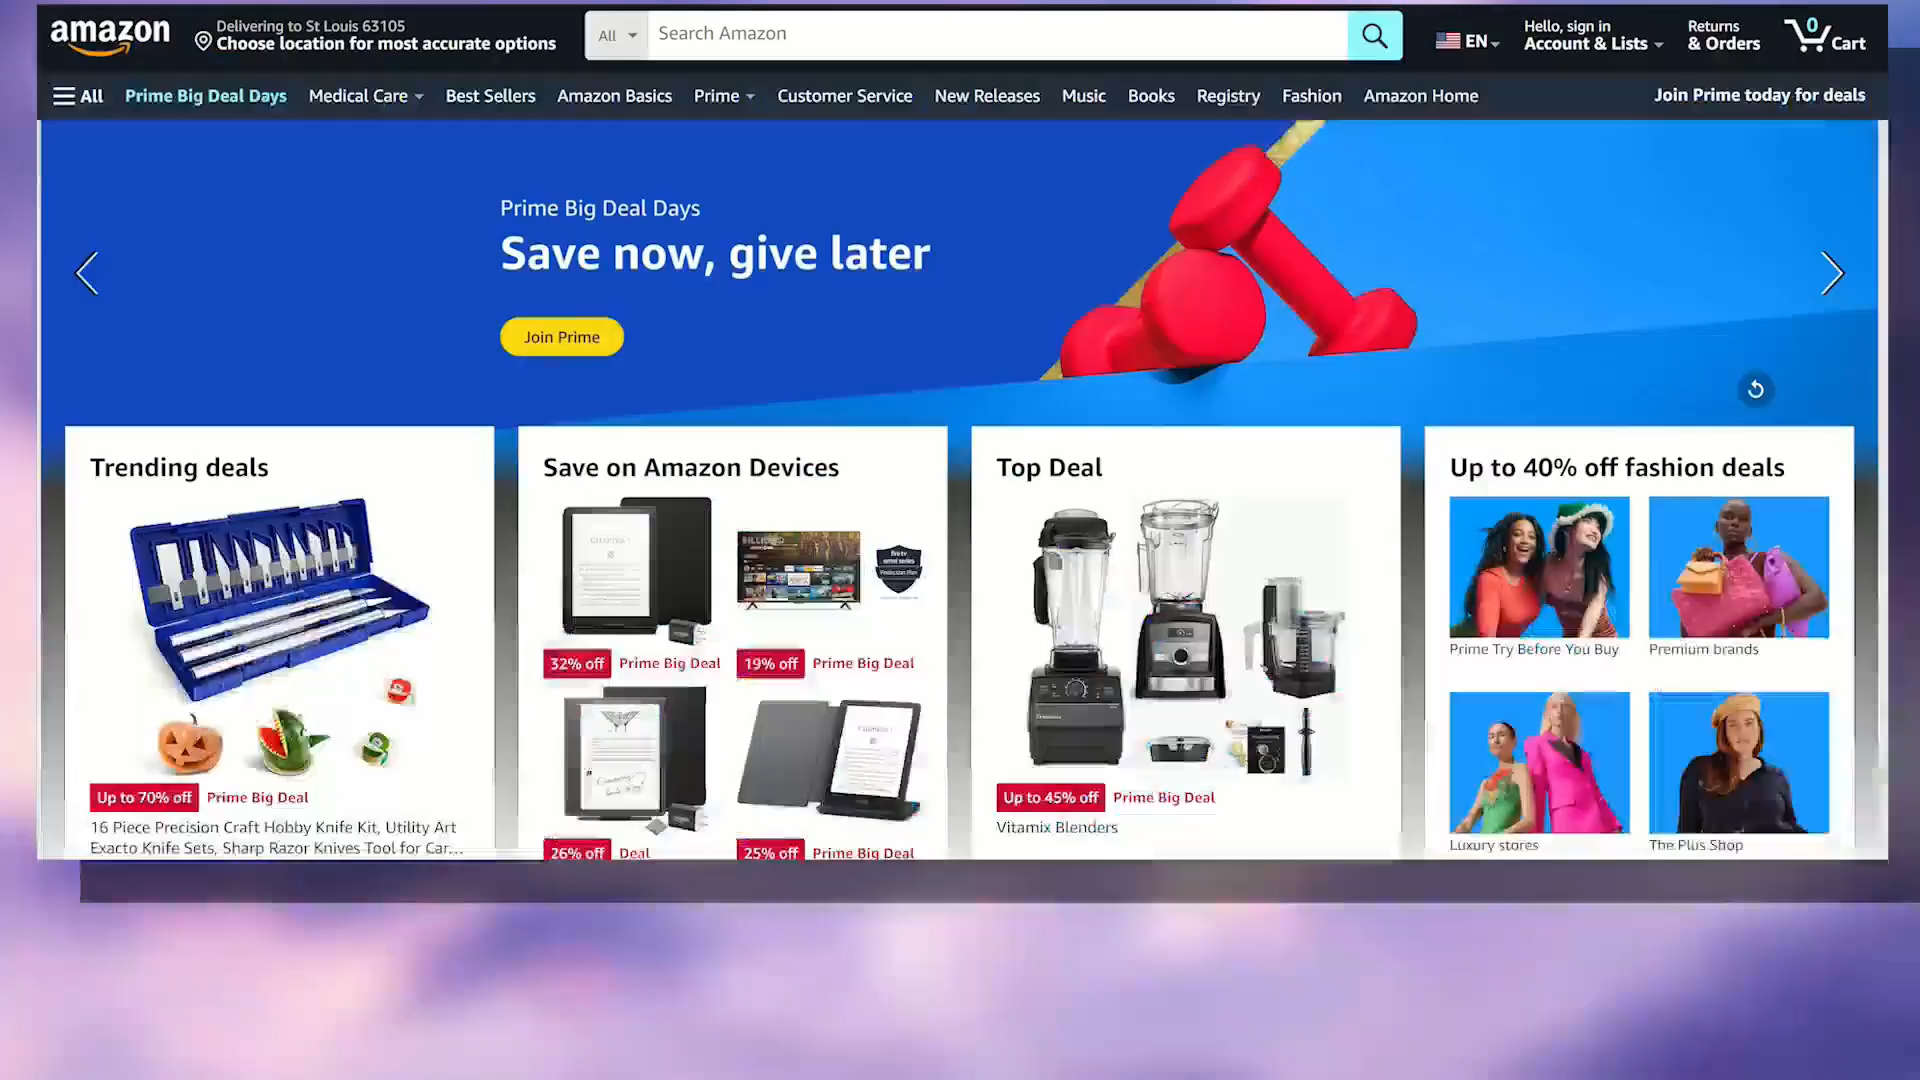 amazon
Delivering to St Louis 63105
Choose location for most accurate options
All
Search Amazon
EN
Hello, sign in
Account & Lists
Returns
& Orders
0
Cart
All
Prime Big Deal Days
Medical Care
Best Sellers
Amazon Basics
Prime
Customer Service
New Releases
Music
Books
Registry
Fashion
Amazon Home
Join Prime today for deals
Prime Big Deal Days
Save now, give later
Join Prime
Trending deals
Up to 70% off
Prime Big Deal
16 Piece Precision Craft Hobby Knife Kit, Utility Art
Exacto Knife Sets, Sharp Razor Knives Tool for Car...
Save on Amazon Devices
32% off
Prime Big Deal
19% off
Prime Big Deal
26% off
Deal
25% off
Prime Big Deal
Top Deal
Up to 45% off
Prime Big Deal
Vitamix Blenders
Up to 40% off fashion deals
Prime Try Before You Buy
Premium brands
Luxury stores
The Plus Shop